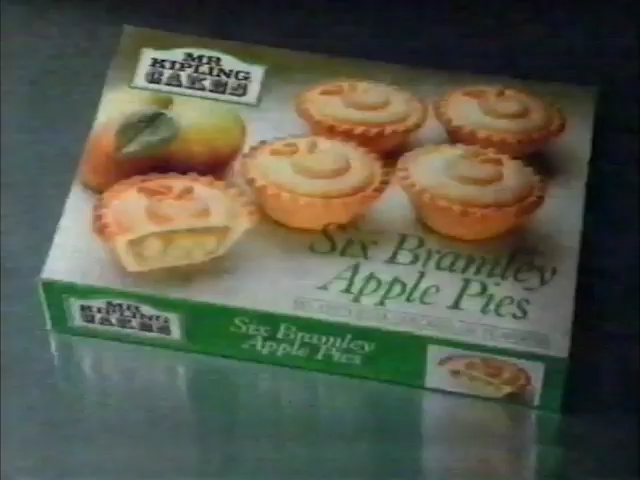 MR
KIPLING
CAKES
Six Bramley
Apple Pies
MR
KIPLING
CAKES
Six Bramley
Apple Pies